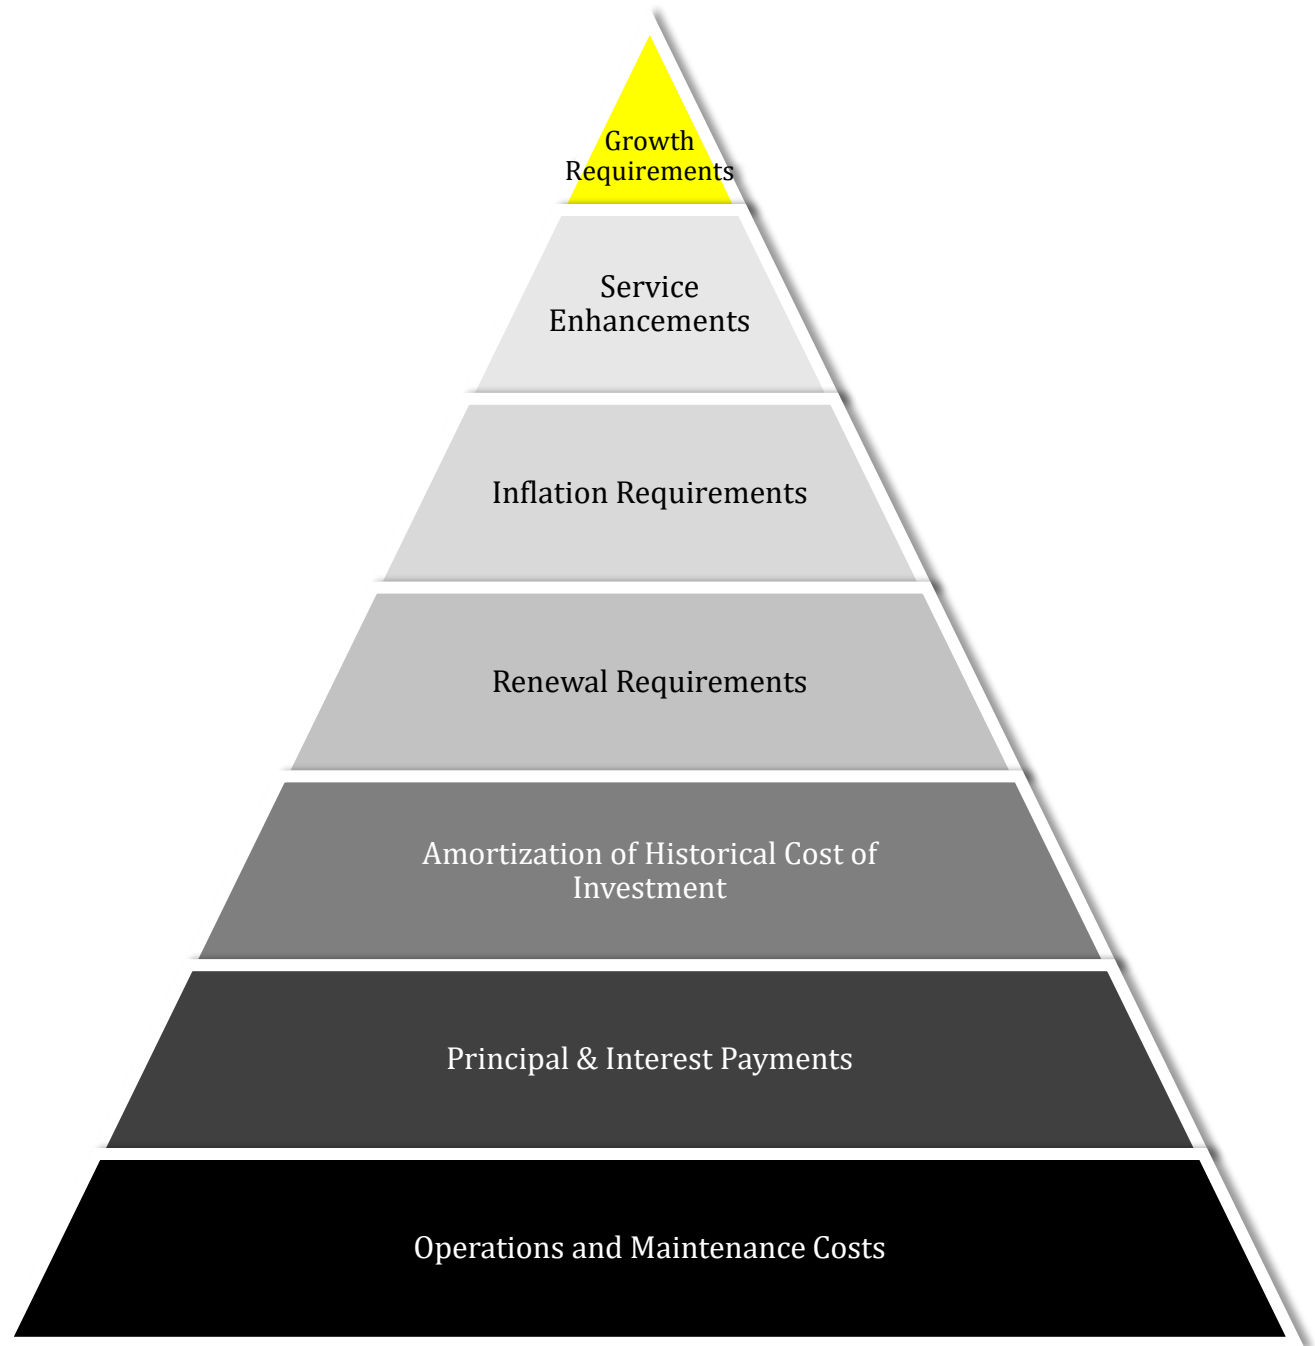 Growth
Requirements
Service
Enhancements
Inflation Requirements
Renewal Requirements
Amortization of Historical Cost of
Investment
Principal & Interest Payments
Operations and Maintenance Costs